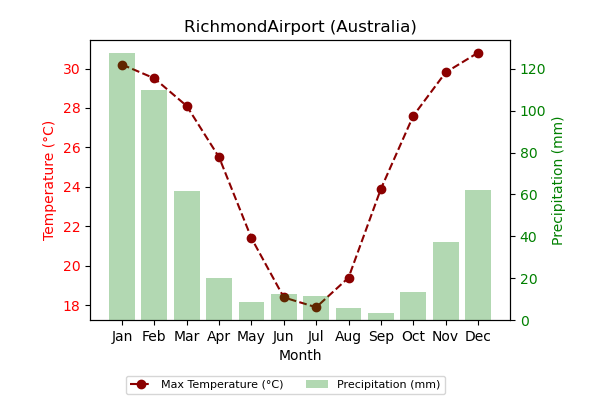 RichmondAirport (Australia)
Temperature (°C)
30
28
26
24
22
20
18
120
100
80
60
40
20
0
Precipitation (mm)
Jan Feb Mar Apr May Jun Jul Aug Sep Oct Nov Dec
Month
Max Temperature (°C) Precipitation (mm)